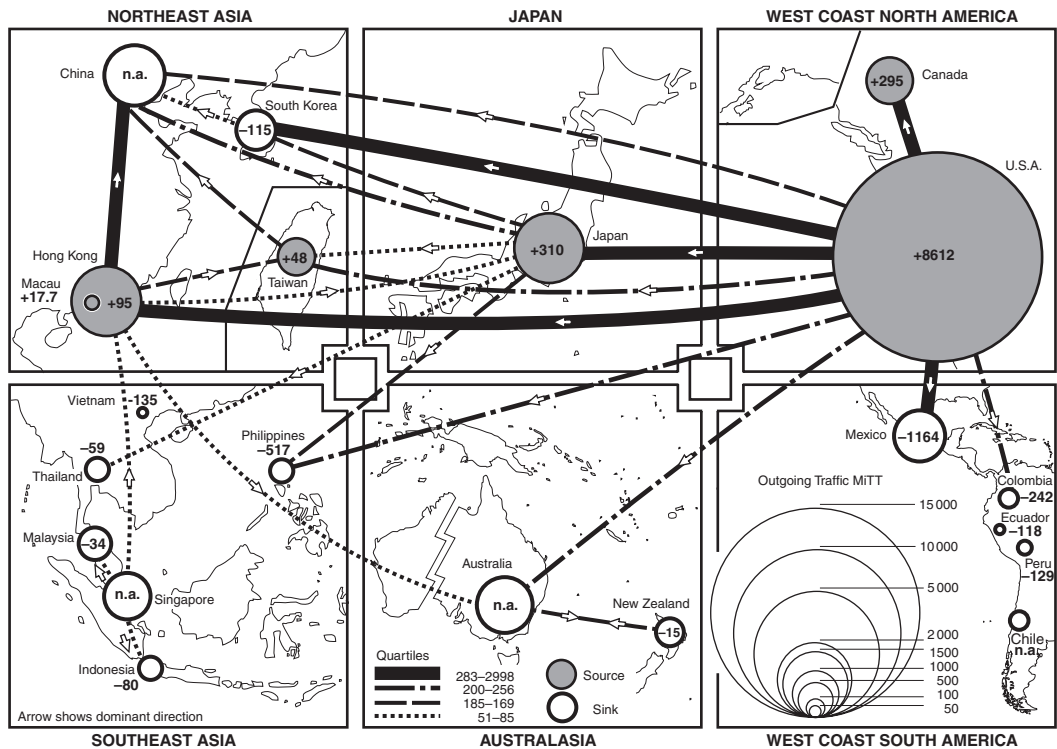 NORTHEAST ASIA
JAPAN
WEST COAST NORTH AMERICA
China
n.a.
South Korea
–115
Canada
+295
U.S.A.
+8612
Japan
+310
Hong Kong
Macau
+17.7
+95
+48
Taiwan
Vietnam
-135
Philippines
–517
–59
Thailand
Malaysia
–34
n.a.
Singapore
Indonesia
–80
Arrow shows dominant direction
Australia
n.a.
New Zealand
–15
Quartiles
283–2998
200–256
185–169
51–85
Source
Sink
Mexico
–1164
Colombia
–242
Ecuador
–118
Peru
–129
Chile
n.a.
Outgoing Traffic MiTT
15 000
10 000
5 000
2 000
1500
1000
500
100
50
SOUTHEAST ASIA
AUSTRALASIA
WEST COAST SOUTH AMERICA